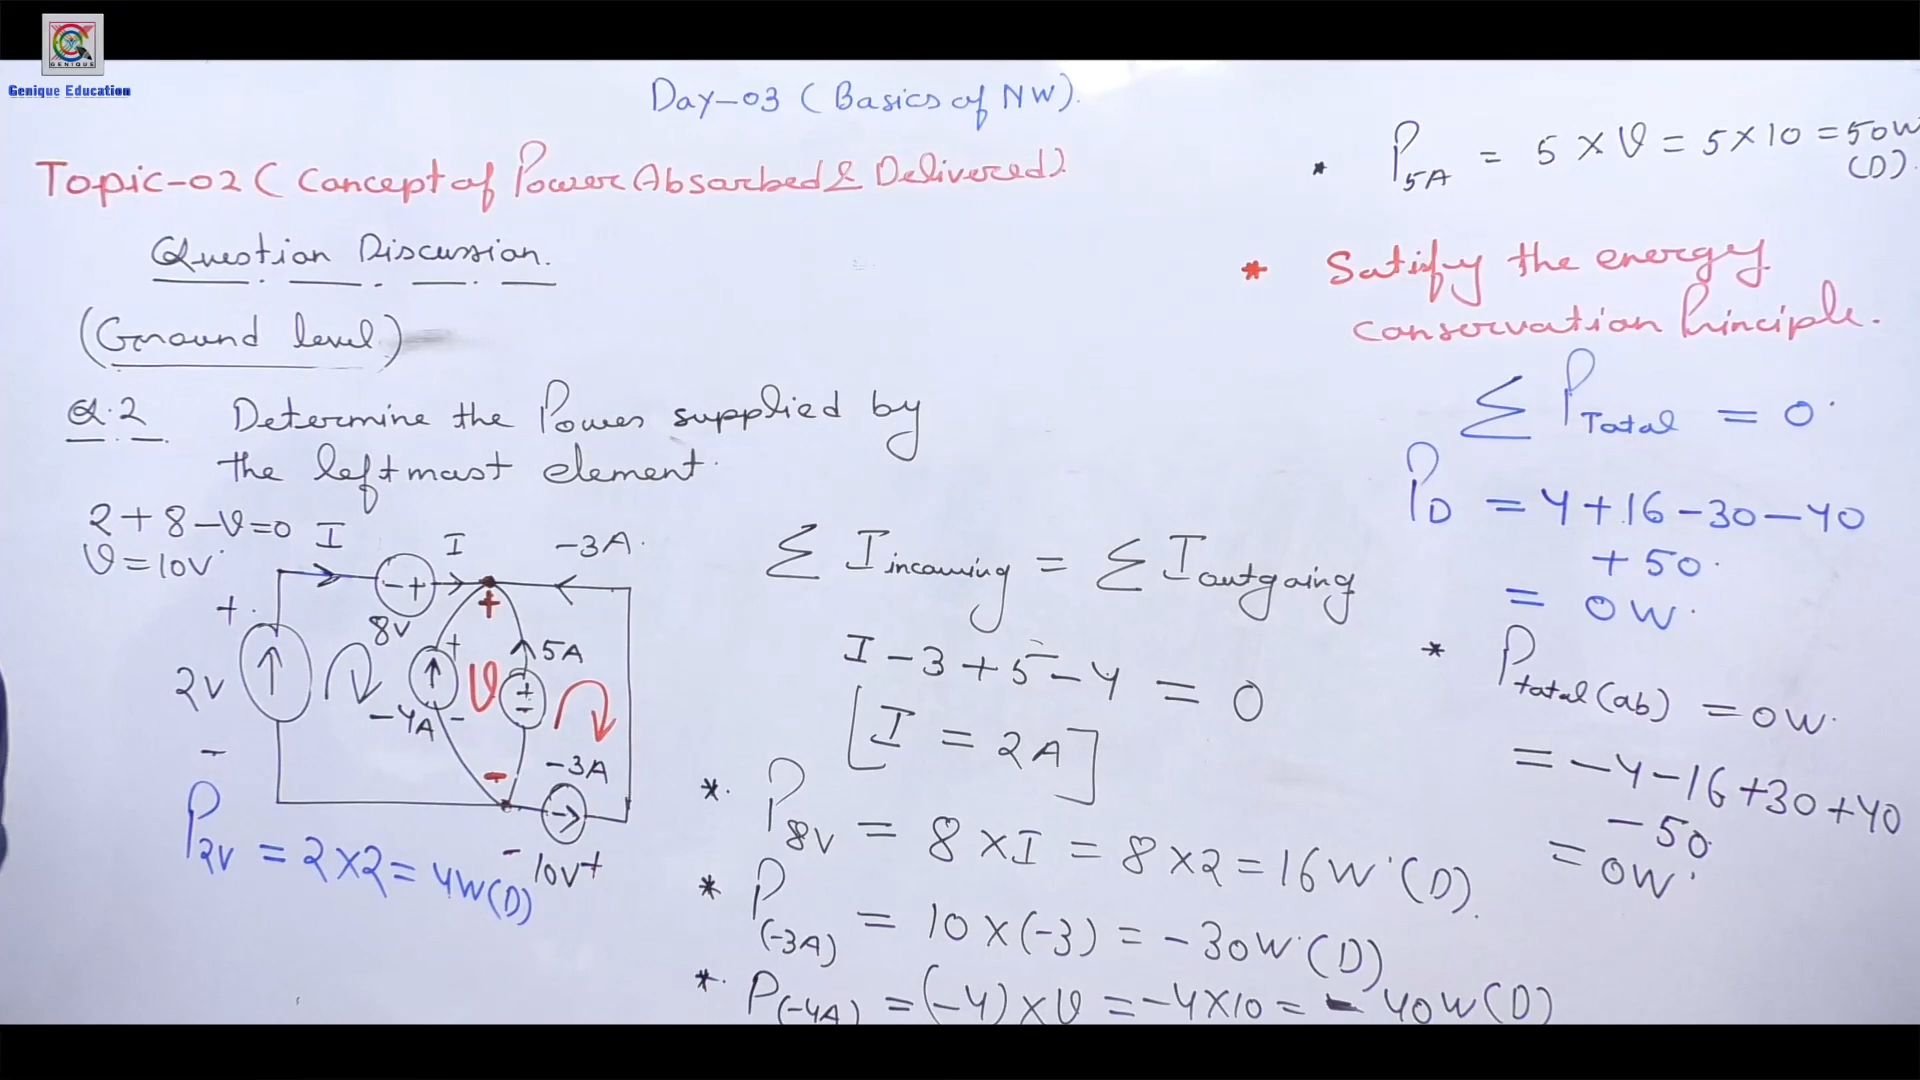 GENIQUE
Genique Education
Day-03 (Basics of NW).
Topic-02 (Concept of Power Absorbed & Delivered).
Question Discussion.
(Ground level)
Q.2 Determine the Power supplied by
the leftmost element.
2+8-V=0
V=10V
I
I
-3A.
+
-+
+
8V
+
5A
2V
V
+
-
-4A
-
-
-
-3A
- 10V +
P2V = 2×2 = 4W(D)
Σ Iincoming = Σ Ioutgoing
I-3+5-4 = 0
[I = 2A]
* P8V = 8×I = 8×2 = 16W (D).
* P(-3A) = 10×(-3) = -30W (D)
* P(-4A) = (-4)×V = -4×10 = -40W (D)
* P5A = 5×V = 5×10 = 50W
(D).
* Satisfy the energy
conservation Principle.
Σ PTotal = 0
PD = 4+16-30-40
+50.
= 0W.
* Ptotal(ab) = 0W.
= -4-16+30+40
-50
= 0W.